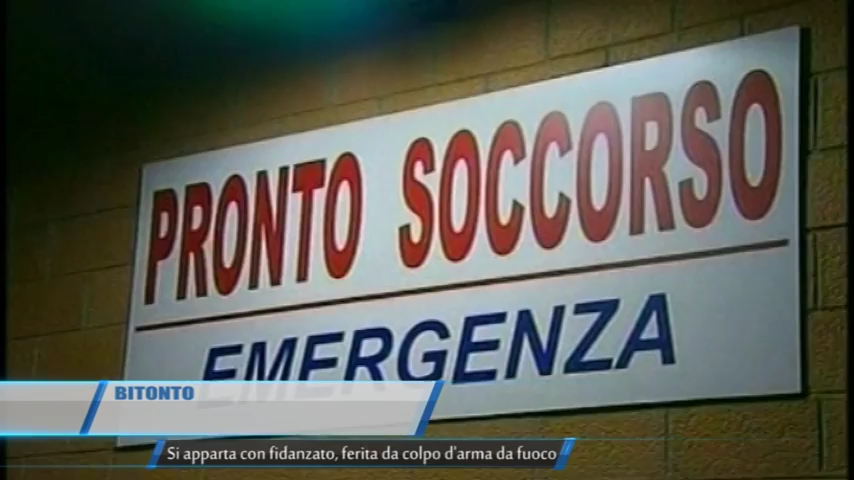 PRONTO SOCCORSO
EMERGENZA
BITONTO
Si apparta con fidanzato, ferita da colpo d'arma da fuoco